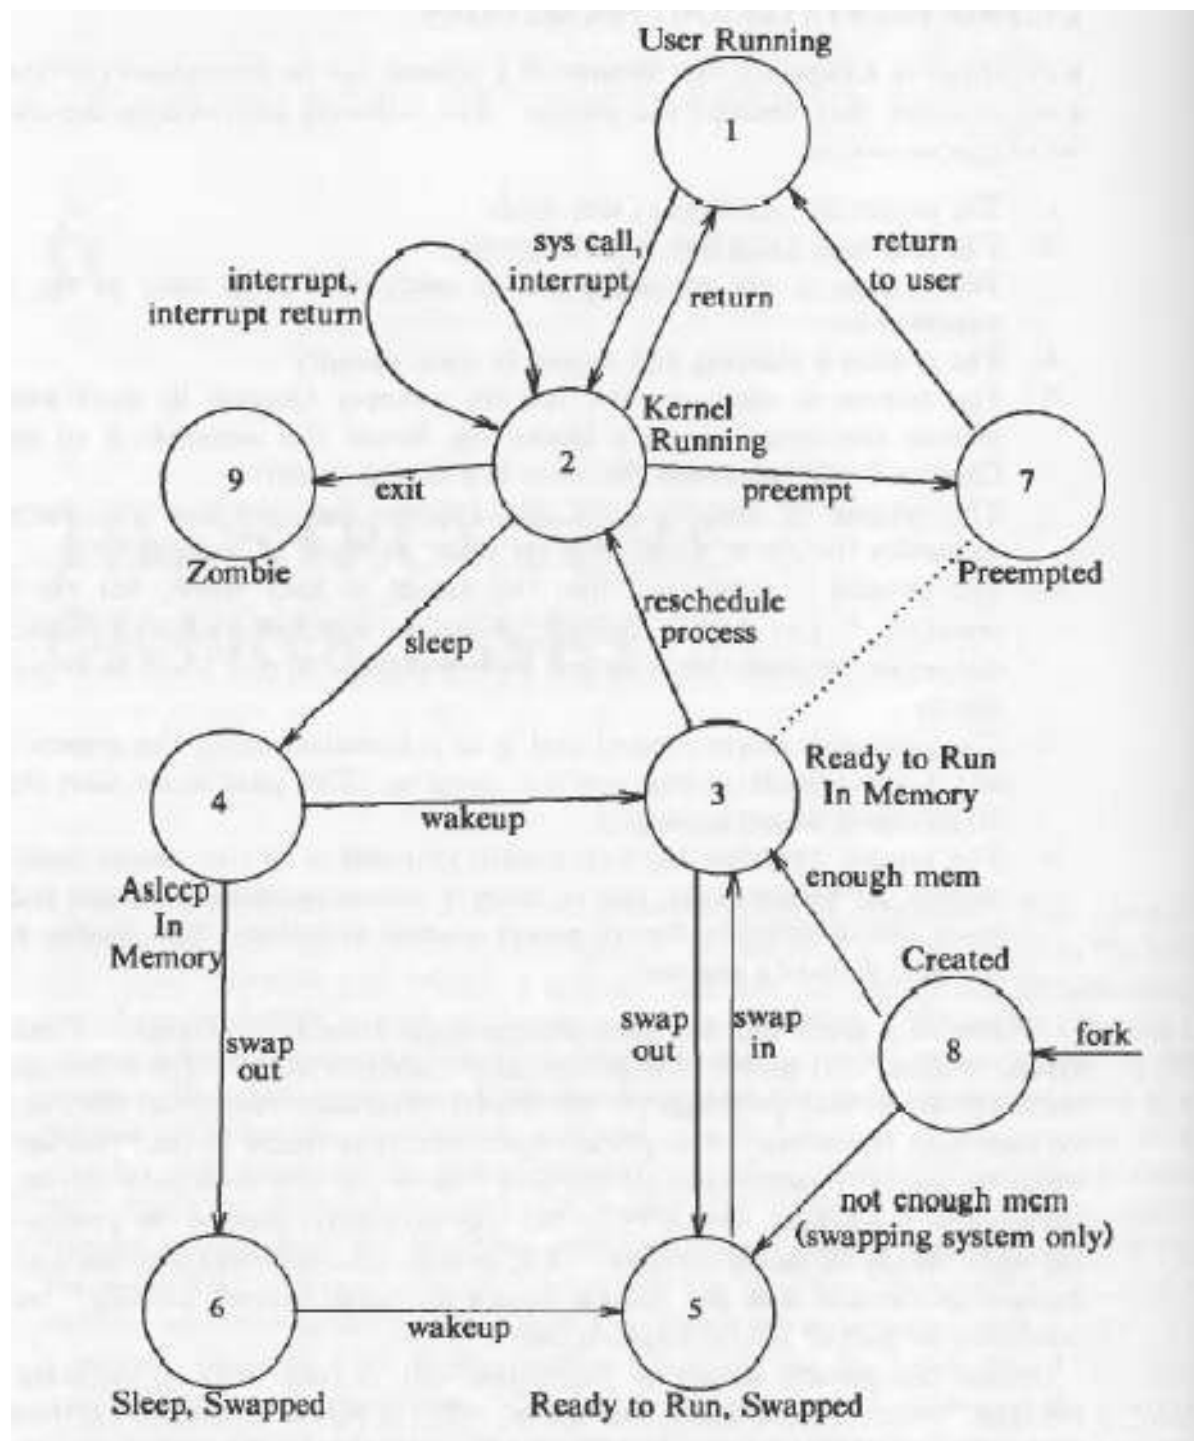 User Running
1
sys call,
interrupt
return
return
to user
interrupt,
interrupt return
Kernel
Running
2
9
exit
preempt
7
Zombie
Preempted
sleep
reschedule
process
4
wakeup
3
Ready to Run
In Memory
Asleep
In
Memory
enough mem
Created
8
fork
swap
out
swap
out
swap
in
not enough mem
(swapping system only)
6
wakeup
5
Sleep, Swapped
Ready to Run, Swapped